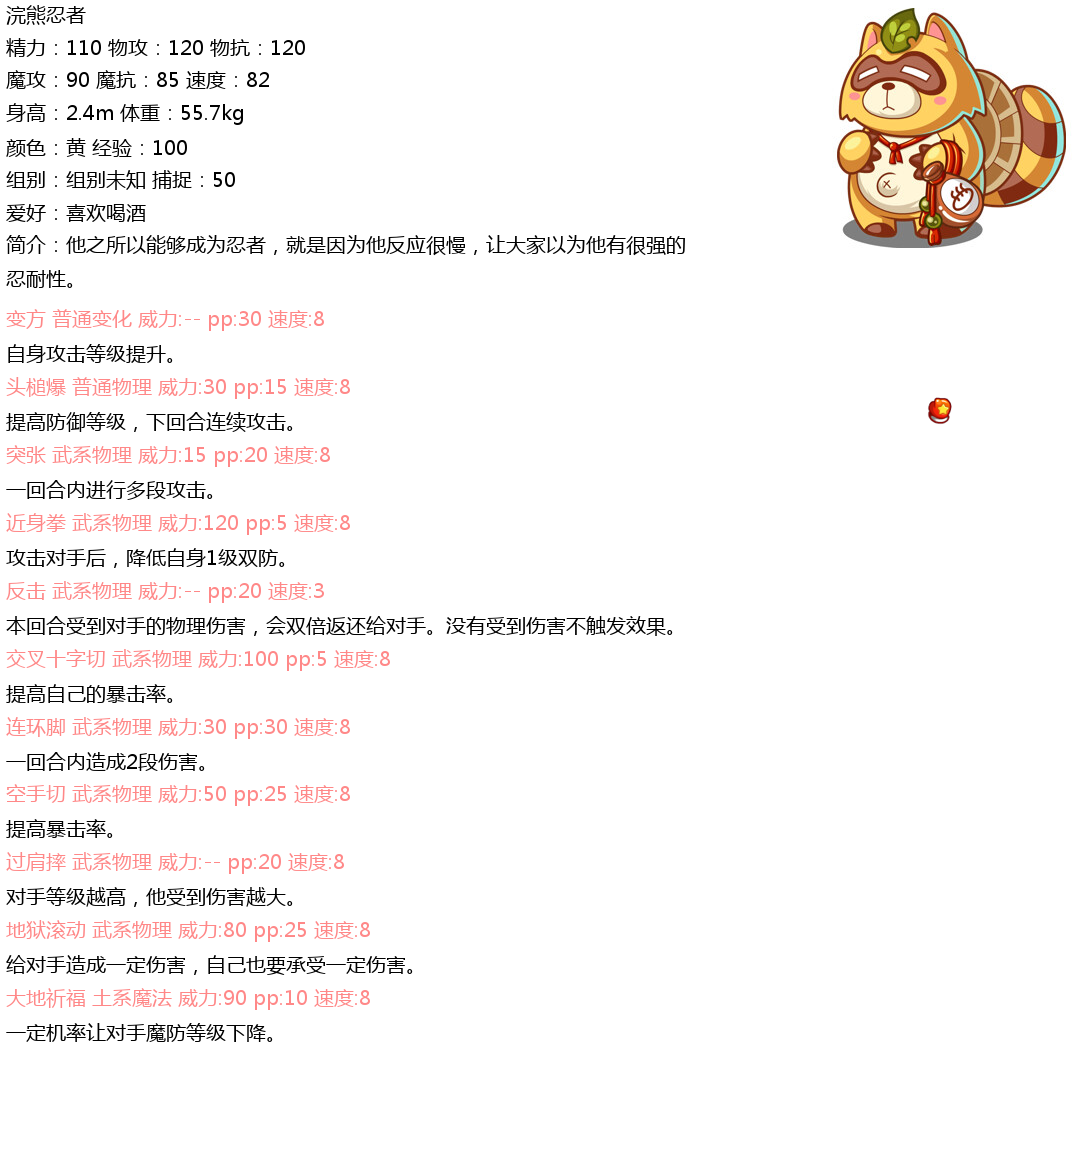 浣熊忍者
精力：110 物攻：120 物抗：120
魔攻：90 魔抗：85 速度：82
身高：2.4m 体重：55.7kg
颜色：黄 经验：100
组别：组别未知 捕捉：50
爱好：喜欢喝酒
简介：他之所以能够成为忍者，就是因为他反应很慢，让大家以为他有很强的
忍耐性。
变方 普通变化 威力:-- pp:30 速度:8
自身攻击等级提升。
头槌爆 普通物理 威力:30 pp:15 速度:8
提高防御等级，下回合连续攻击。
突张 武系物理 威力:15 pp:20 速度:8
一回合内进行多段攻击。
近身拳 武系物理 威力:120 pp:5 速度:8
攻击对手后，降低自身1级双防。
反击 武系物理 威力:-- pp:20 速度:3
本回合受到对手的物理伤害，会双倍返还给对手。没有受到伤害不触发效果。
交叉十字切 武系物理 威力:100 pp:5 速度:8
提高自己的暴击率。
连环脚 武系物理 威力:30 pp:30 速度:8
一回合内造成2段伤害。
空手切 武系物理 威力:50 pp:25 速度:8
提高暴击率。
过肩摔 武系物理 威力:-- pp:20 速度:8
对手等级越高，他受到伤害越大。
地狱滚动 武系物理 威力:80 pp:25 速度:8
给对手造成一定伤害，自己也要承受一定伤害。
大地祈福 土系魔法 威力:90 pp:10 速度:8
一定机率让对手魔防等级下降。